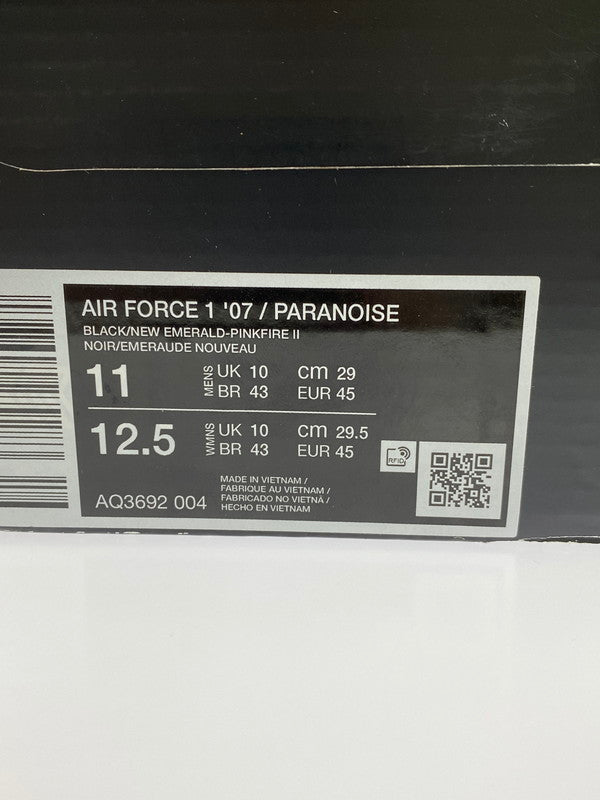 AIR FORCE 1 '07 / PARANOISE
BLACK/NEW EMERALD-PINKFIRE II
NOIR/EMERAUDE NOUVEAU
11 MENS UK 10 cm 29
BR 43 EUR 45
12.5 WMNS UK 10 cm 29.5
BR 43 EUR 45
RFID
MADE IN VIETNAM /
FABRIQUE AU VIETNAM /
FABRICADO NO VIETNÃ /
HECHO EN VIETNAM
AQ3692 004